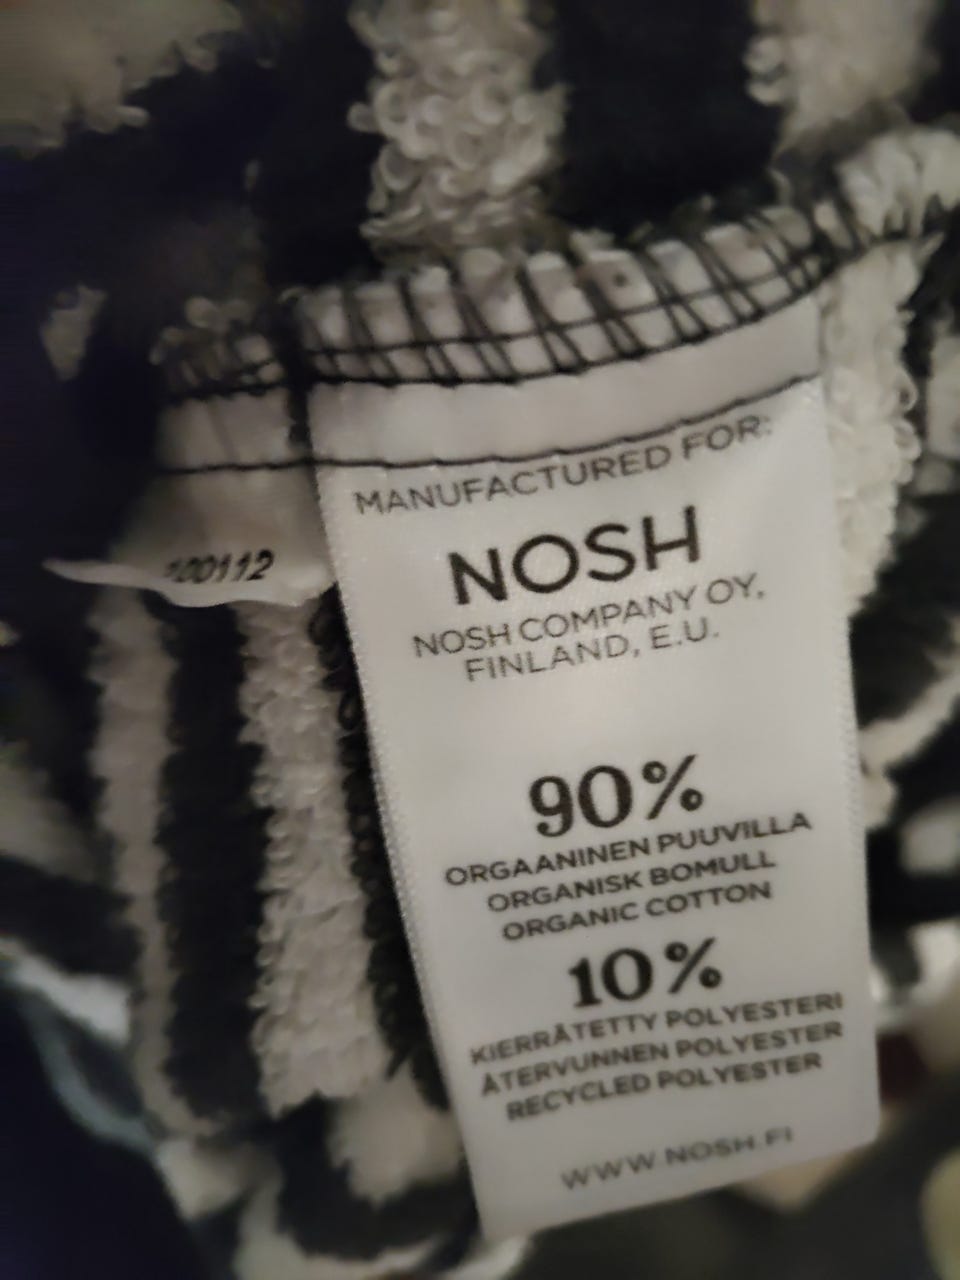 MANUFACTURED FOR:
NOSH
NOSH COMPANY OY,
FINLAND, E.U.
90%
ORGAANINEN PUUVILLA
ORGANISK BOMULL
ORGANIC COTTON
10%
KIERRÄTETTY POLYESTERI
ÅTERVUNNEN POLYESTER
RECYCLED POLYESTER
WWW.NOSH.FI